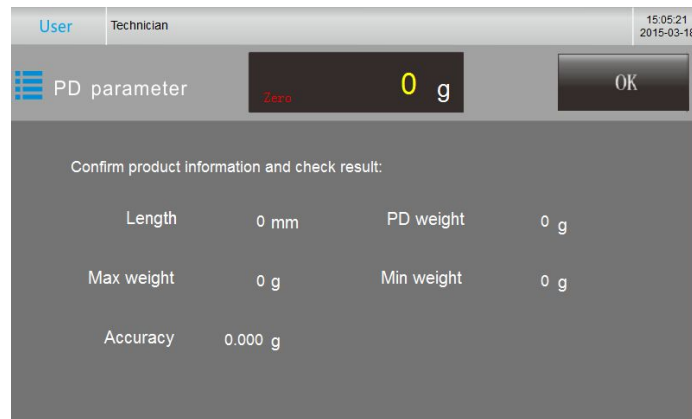 User Technician 15:05:21
2015-03-18
PD parameter Zero 0 g OK
Confirm product information and check result:
Length 0 mm PD weight 0 g
Max weight 0 g Min weight 0 g
Accuracy 0.000 g